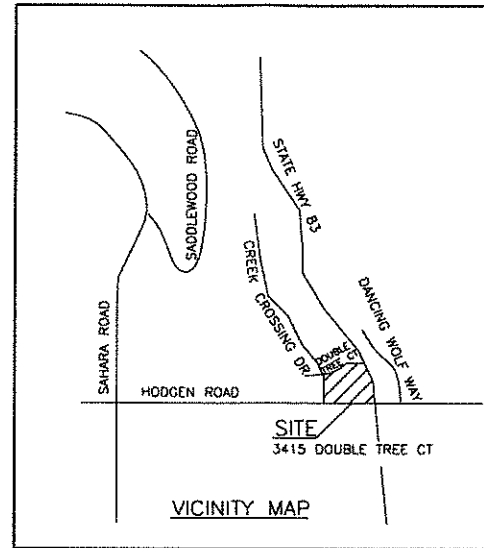 SADDLEWOOD ROAD
STATE HWY 83
CREEK CROSSING DR
DANCING WOLF WAY
SAHARA ROAD
DOUBLE
TREE CT
HODGEN ROAD
SITE
3415 DOUBLE TREE CT
VICINITY MAP